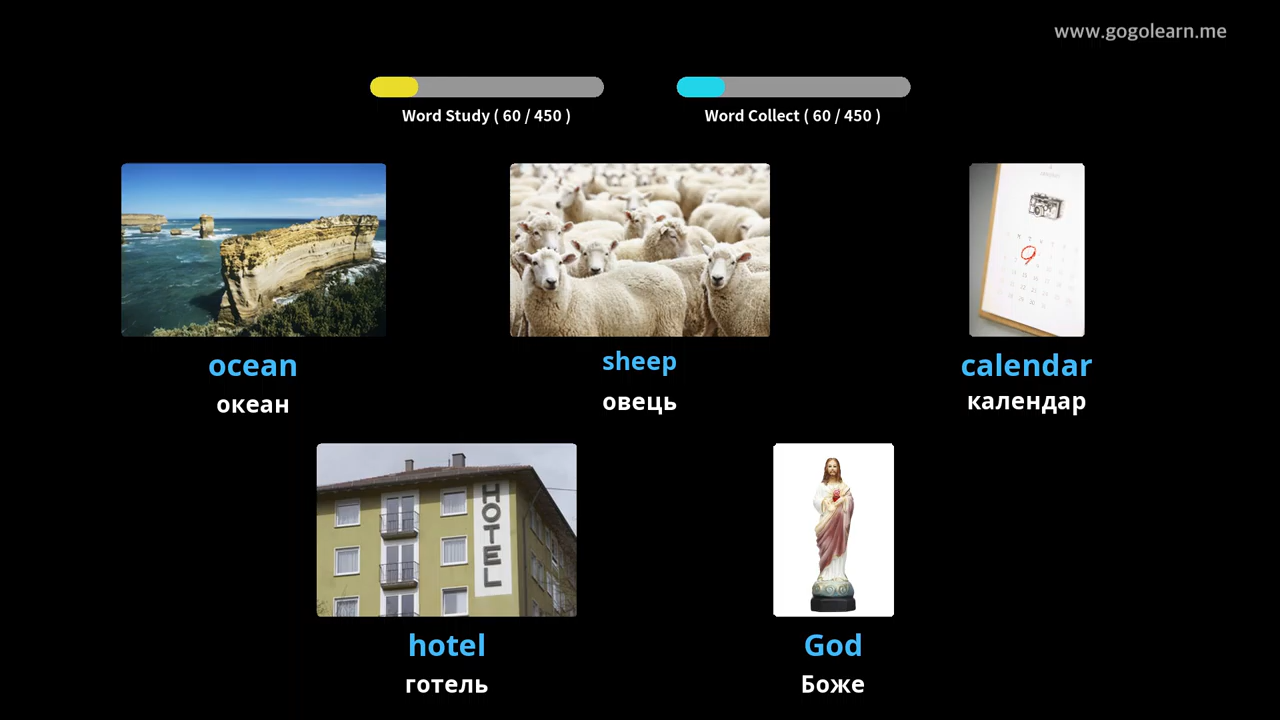 www.gogolearn.me
Word Study ( 60 / 450 )
Word Collect ( 60 / 450 )
ocean
океан
sheep
овець
calendar
календар
HOTEL
hotel
готель
God
Боже